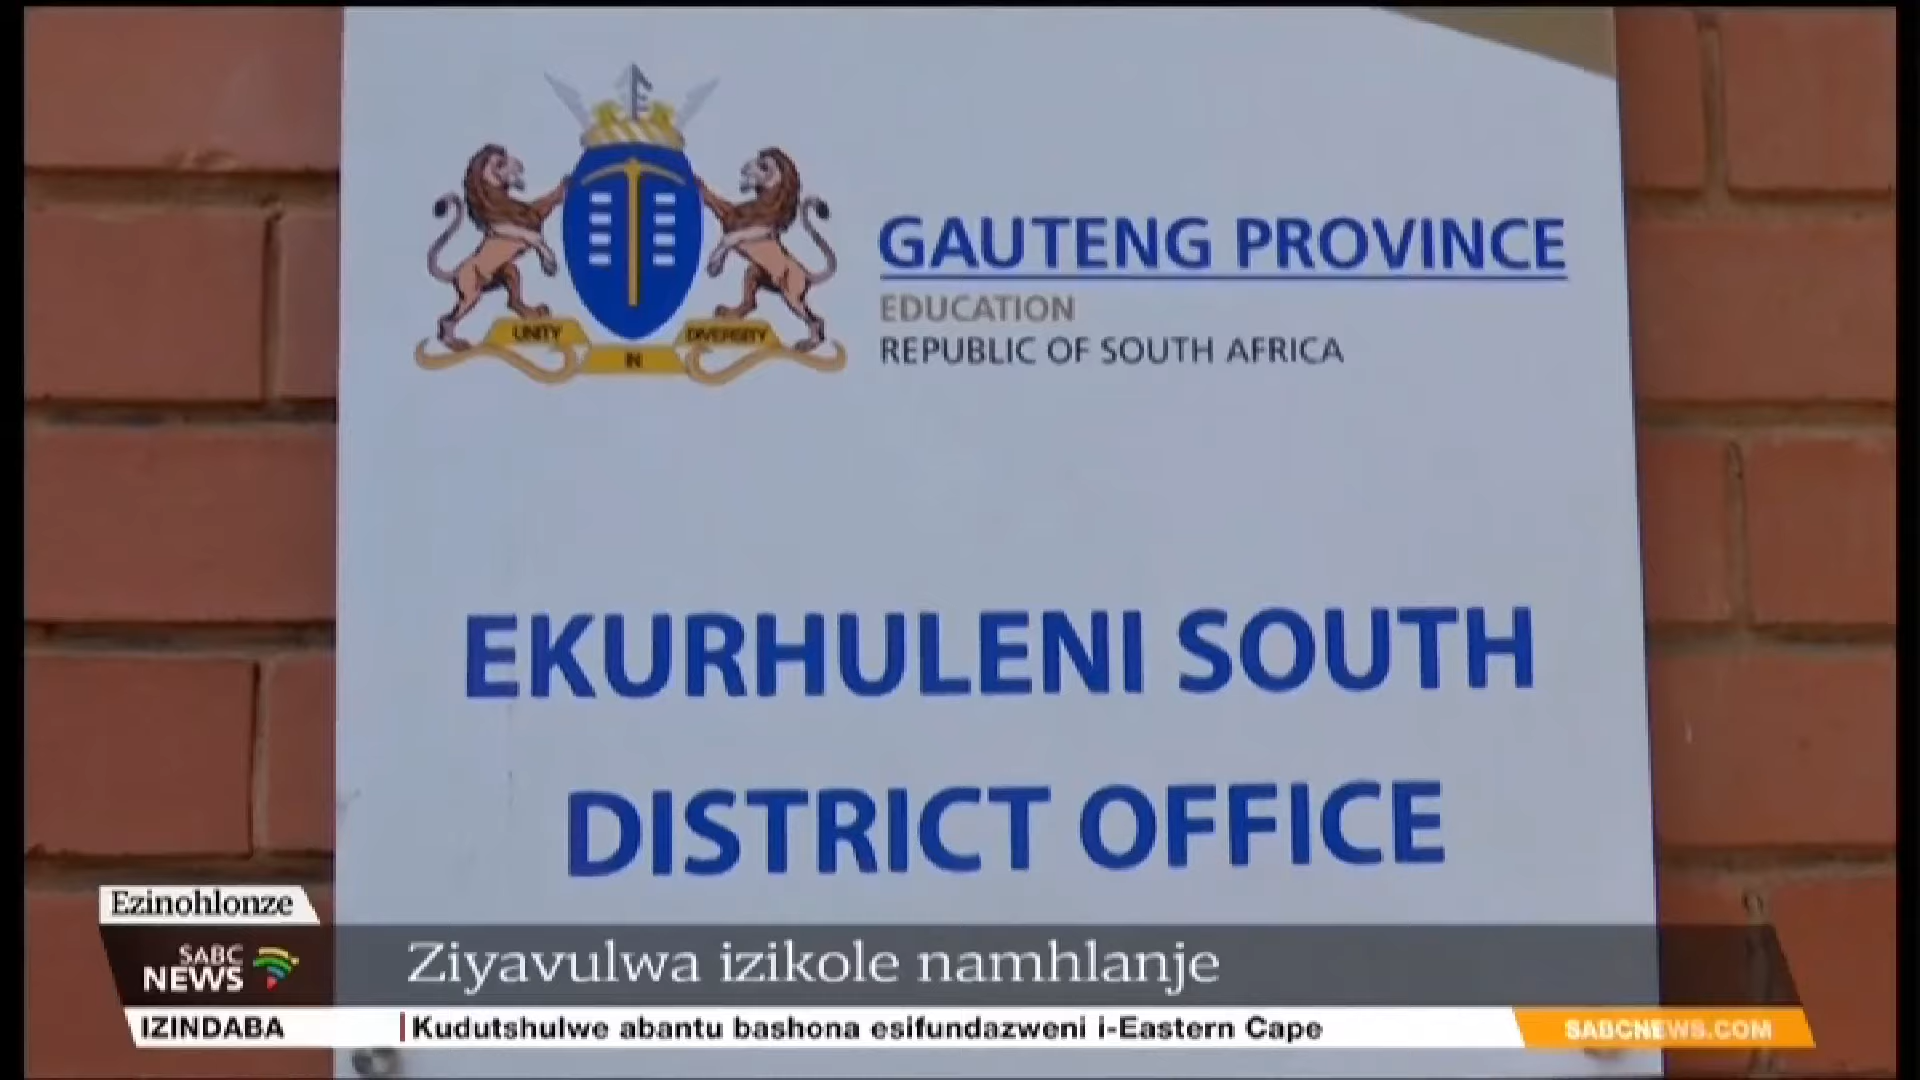 UNITY
IN
DIVERSITY
GAUTENG PROVINCE
EDUCATION
REPUBLIC OF SOUTH AFRICA
EKURHULENI SOUTH
DISTRICT OFFICE
Ezinohlonze
SABC
NEWS
Ziyavulwa izikole namhlanje
IZINDABA
Kudutshulwe abantu bashona esifundazweni i-Eastern Cape
SABCNEWS.COM